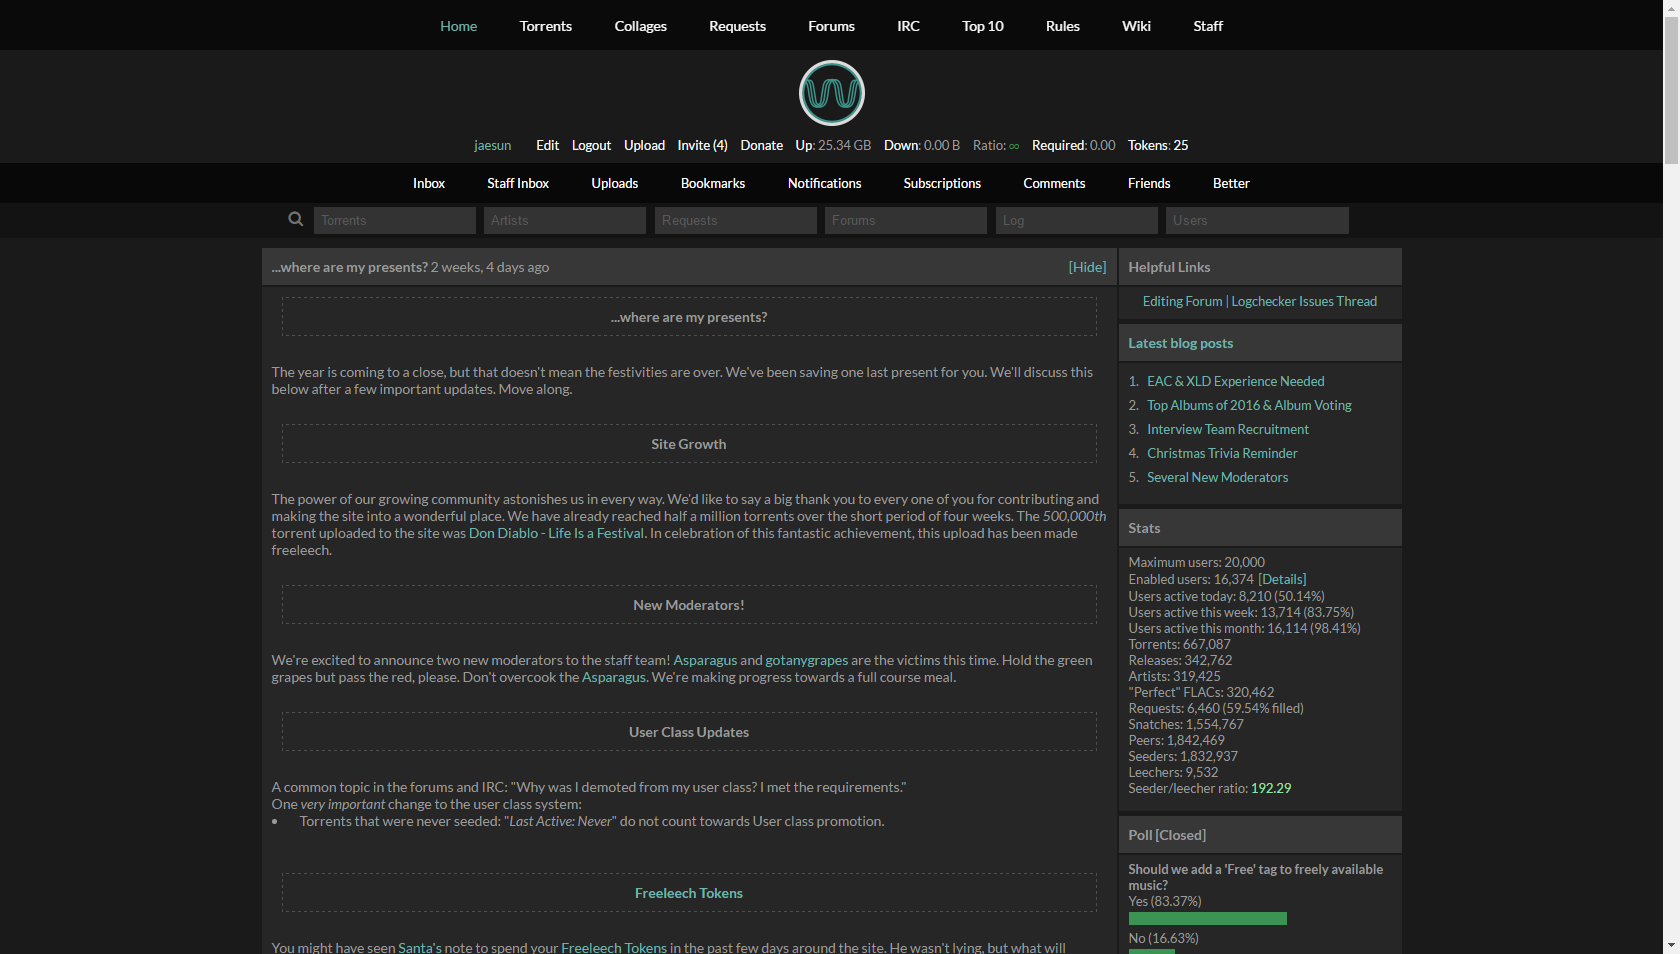 Home Torrents Collages Requests Forums IRC Top 10 Rules Wiki Staff
jaesun Edit Logout Upload Invite (4) Donate Up: 25.34 GB Down: 0.00 B Ratio: ∞ Required: 0.00 Tokens: 25
Inbox Staff Inbox Uploads Bookmarks Notifications Subscriptions Comments Friends Better
Torrents Artists Requests Forums Log Users
...where are my presents? 2 weeks, 4 days ago [Hide]
...where are my presents?
The year is coming to a close, but that doesn't mean the festivities are over. We've been saving one last present for you. We'll discuss this
below after a few important updates. Move along.
Site Growth
The power of our growing community astonishes us in every way. We'd like to say a big thank you to every one of you for contributing and
making the site into a wonderful place. We have already reached half a million torrents over the short period of four weeks. The 500,000th
torrent uploaded to the site was Don Diablo - Life Is a Festival. In celebration of this fantastic achievement, this upload has been made
freeleech.
New Moderators!
We're excited to announce two new moderators to the staff team! Asparagus and gotanygrapes are the victims this time. Hold the green
grapes but pass the red, please. Don't overcook the Asparagus. We're making progress towards a full course meal.
User Class Updates
A common topic in the forums and IRC: "Why was I demoted from my user class? I met the requirements."
One very important change to the user class system:
• Torrents that were never seeded: "Last Active: Never" do not count towards User class promotion.
Freeleech Tokens
You might have seen Santa's note to spend your Freeleech Tokens in the past few days around the site. He wasn't lying, but what will
Helpful Links
Editing Forum | Logchecker Issues Thread
Latest blog posts
1. EAC & XLD Experience Needed
2. Top Albums of 2016 & Album Voting
3. Interview Team Recruitment
4. Christmas Trivia Reminder
5. Several New Moderators
Stats
Maximum users: 20,000
Enabled users: 16,374 [Details]
Users active today: 8,210 (50.14%)
Users active this week: 13,714 (83.75%)
Users active this month: 16,114 (98.41%)
Torrents: 667,087
Releases: 342,762
Artists: 319,425
"Perfect" FLACs: 320,462
Requests: 6,460 (59.54% filled)
Snatches: 1,554,767
Peers: 1,842,469
Seeders: 1,832,937
Leechers: 9,532
Seeder/leecher ratio: 192.29
Poll [Closed]
Should we add a 'Free' tag to freely available
music?
Yes (83.37%)
No (16.63%)